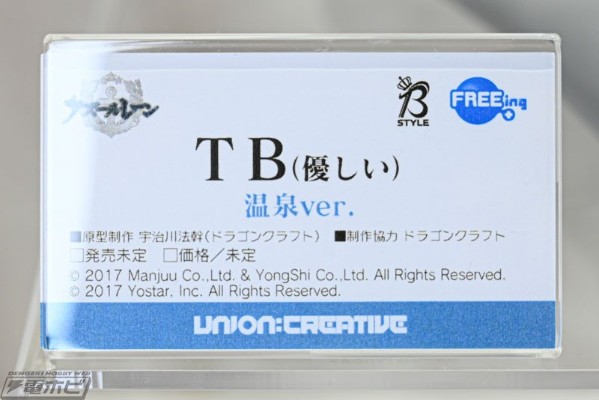 アズールレーン
B
STYLE
FREEing
TB(優しい)
温泉ver.
■原型制作 宇治川法幹(ドラゴンクラフト) ■制作協力 ドラゴンクラフト
□発売未定 □価格/未定
© 2017 Manjuu Co.,Ltd. & YongShi Co.,Ltd. All Rights Reserved.
© 2017 Yostar, Inc. All Rights Reserved.
UNION:CREATIVE
DENGEKI HOBBY WEB
電ホビ